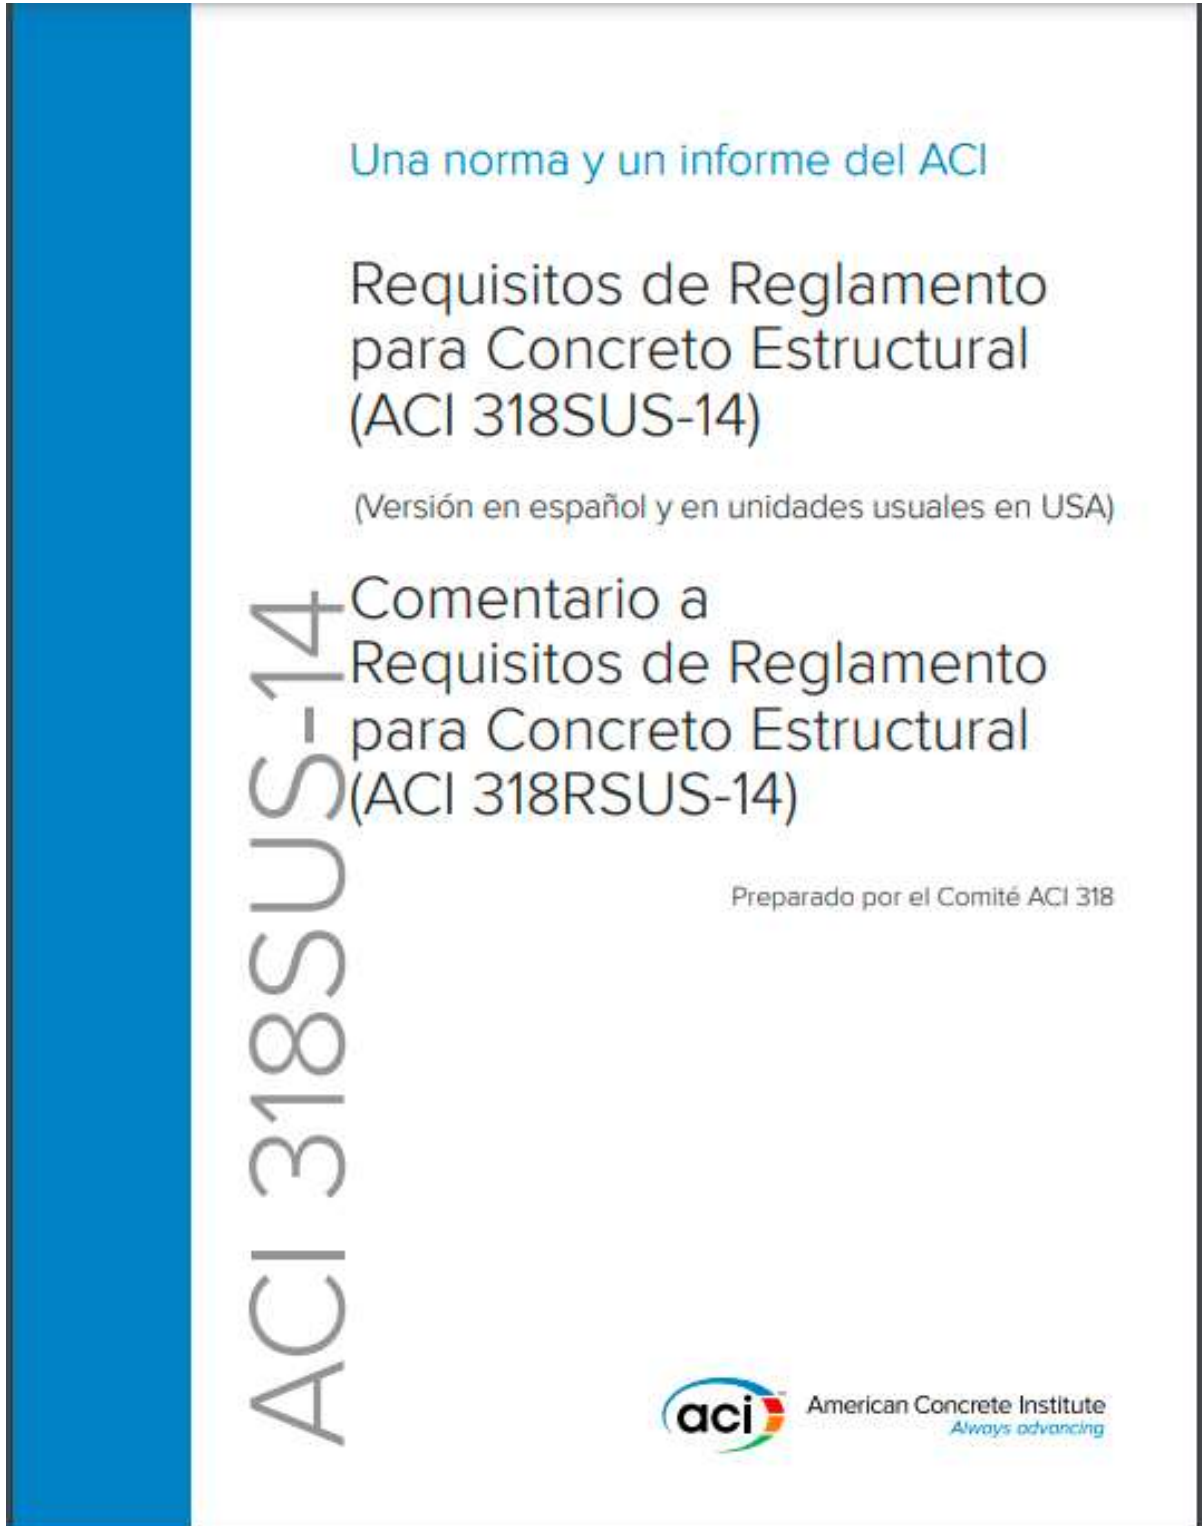 Una norma y un informe del ACI
Requisitos de Reglamento
para Concreto Estructural
(ACI 318SUS-14)
(Versión en español y en unidades usuales en USA)
Comentario a
Requisitos de Reglamento
para Concreto Estructural
(ACI 318RSUS-14)
Preparado por el Comité ACI 318
ACI 318SUS-14
aci
American Concrete Institute
Always advancing